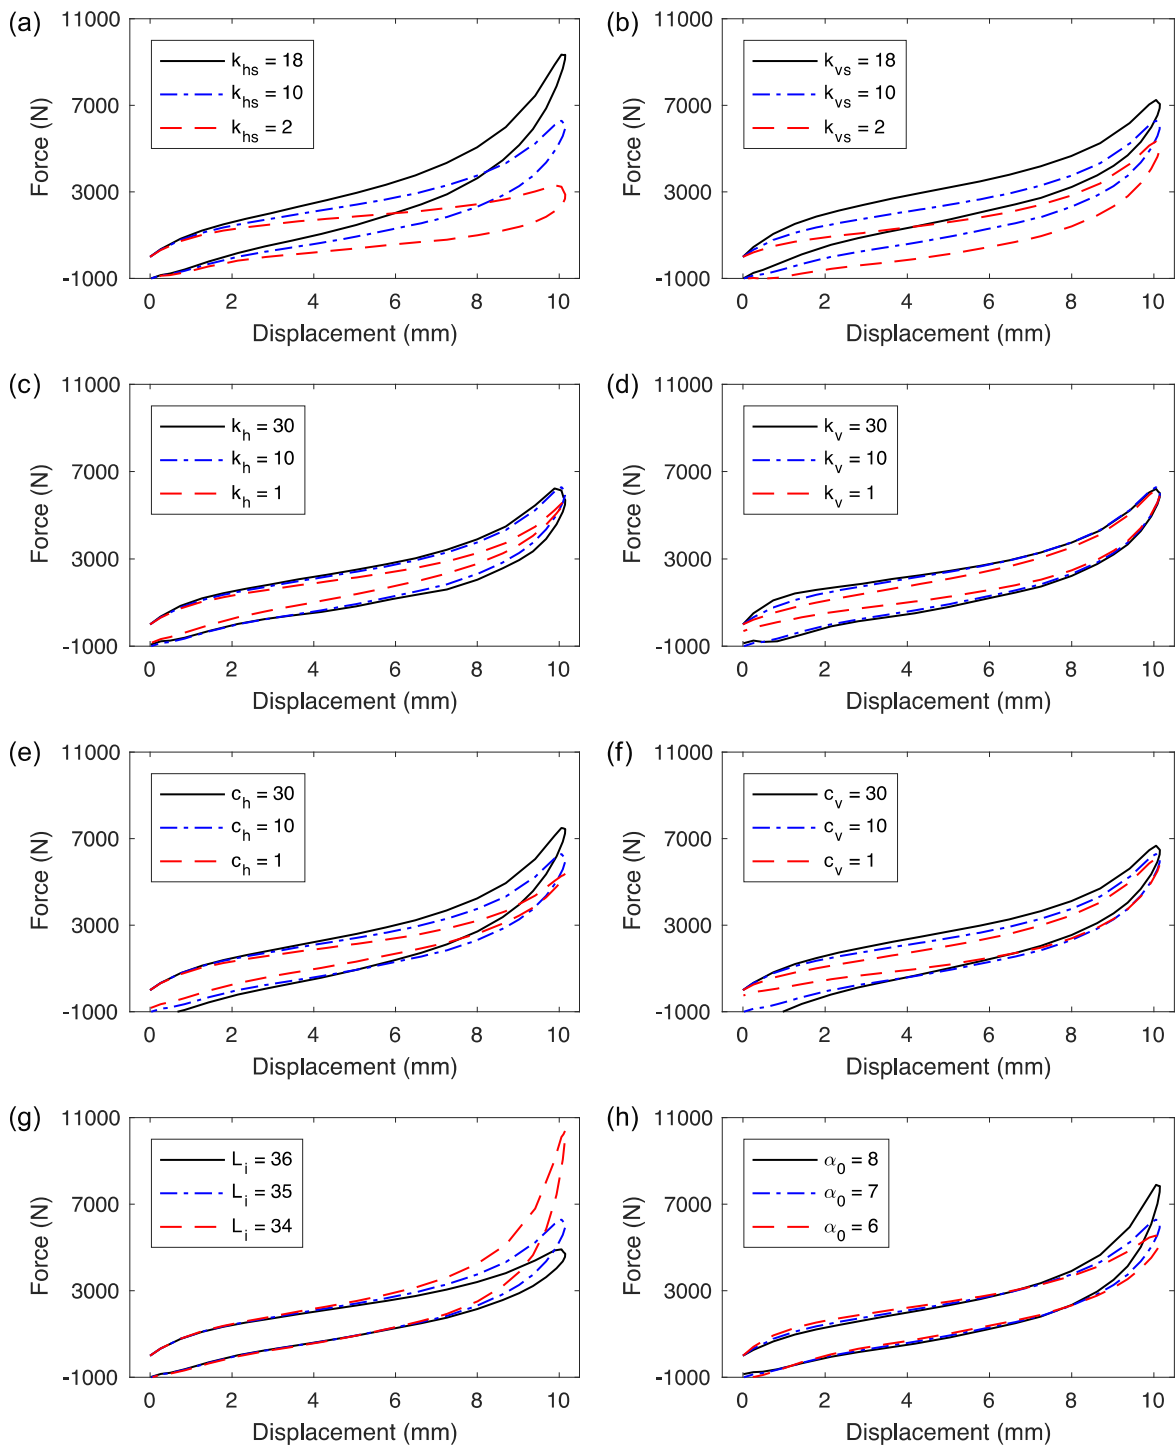 (a)
11000
7000
3000
-1000
Force (N)
k_hs = 18
k_hs = 10
k_hs = 2
0 2 4 6 8 10
Displacement (mm)
(b)
11000
7000
3000
-1000
Force (N)
k_vs = 18
k_vs = 10
k_vs = 2
0 2 4 6 8 10
Displacement (mm)
(c)
11000
7000
3000
-1000
Force (N)
k_h = 30
k_h = 10
k_h = 1
0 2 4 6 8 10
Displacement (mm)
(d)
11000
7000
3000
-1000
Force (N)
k_v = 30
k_v = 10
k_v = 1
0 2 4 6 8 10
Displacement (mm)
(e)
11000
7000
3000
-1000
Force (N)
c_h = 30
c_h = 10
c_h = 1
0 2 4 6 8 10
Displacement (mm)
(f)
11000
7000
3000
-1000
Force (N)
c_v = 30
c_v = 10
c_v = 1
0 2 4 6 8 10
Displacement (mm)
(g)
11000
7000
3000
-1000
Force (N)
L_i = 36
L_i = 35
L_i = 34
0 2 4 6 8 10
Displacement (mm)
(h)
11000
7000
3000
-1000
Force (N)
α_0 = 8
α_0 = 7
α_0 = 6
0 2 4 6 8 10
Displacement (mm)